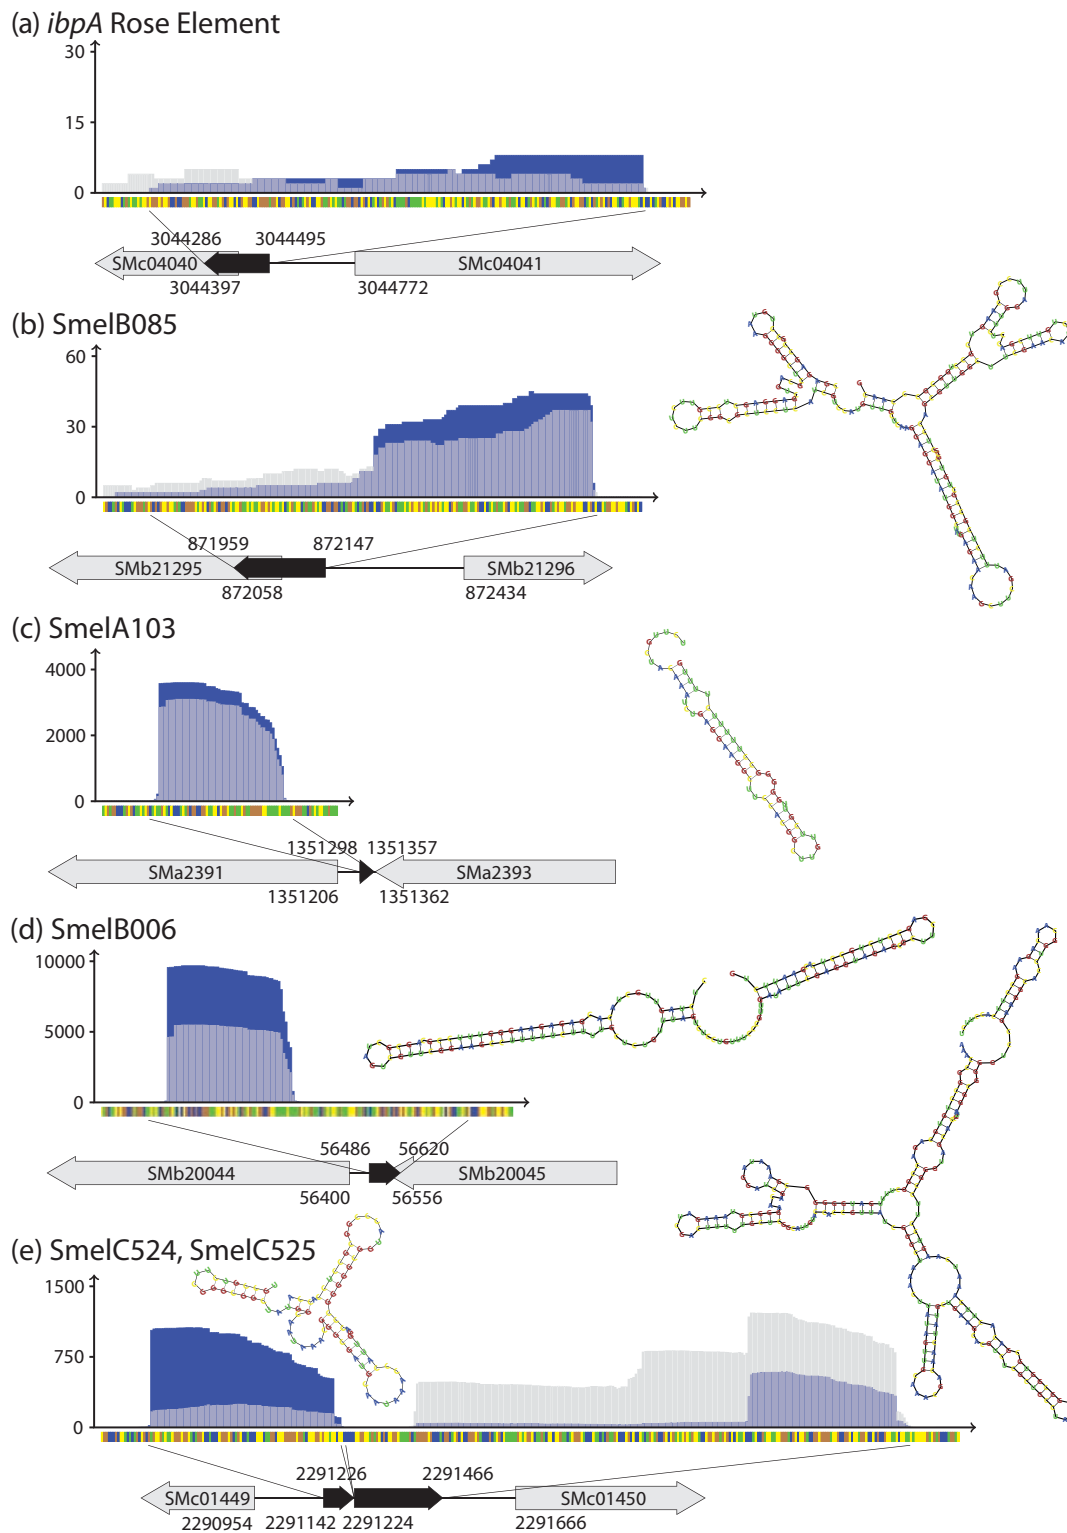 (a) ibpA Rose Element
30
15
0
3044286 3044495
SMc04040 SMc04041
3044397 3044772
(b) SmelB085
60
30
0
871959 872147
SMb21295 SMb21296
872058 872434
(c) SmelA103
4000
2000
0
1351298 1351357
SMa2391 SMa2393
1351206 1351362
(d) SmelB006
10000
5000
0
56486 56620
SMb20044 SMb20045
56400 56556
(e) SmelC524, SmelC525
1500
750
0
2291226 2291466
SMc01449 SMc01450
2290954 2291142 2291224 2291666